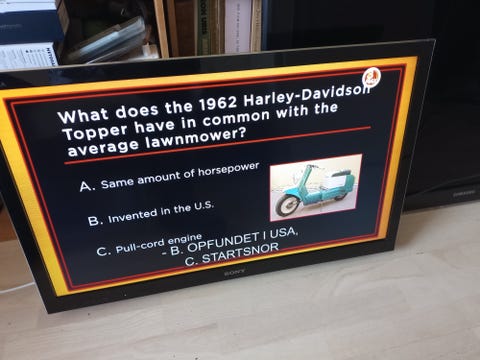 What does the 1962 Harley-Davidson
Topper have in common with the
average lawnmower?
A. Same amount of horsepower
B. Invented in the U.S.
C. Pull-cord engine
- B. OPFUNDET I USA,
C. STARTSNOR
SONY
SAMSUNG